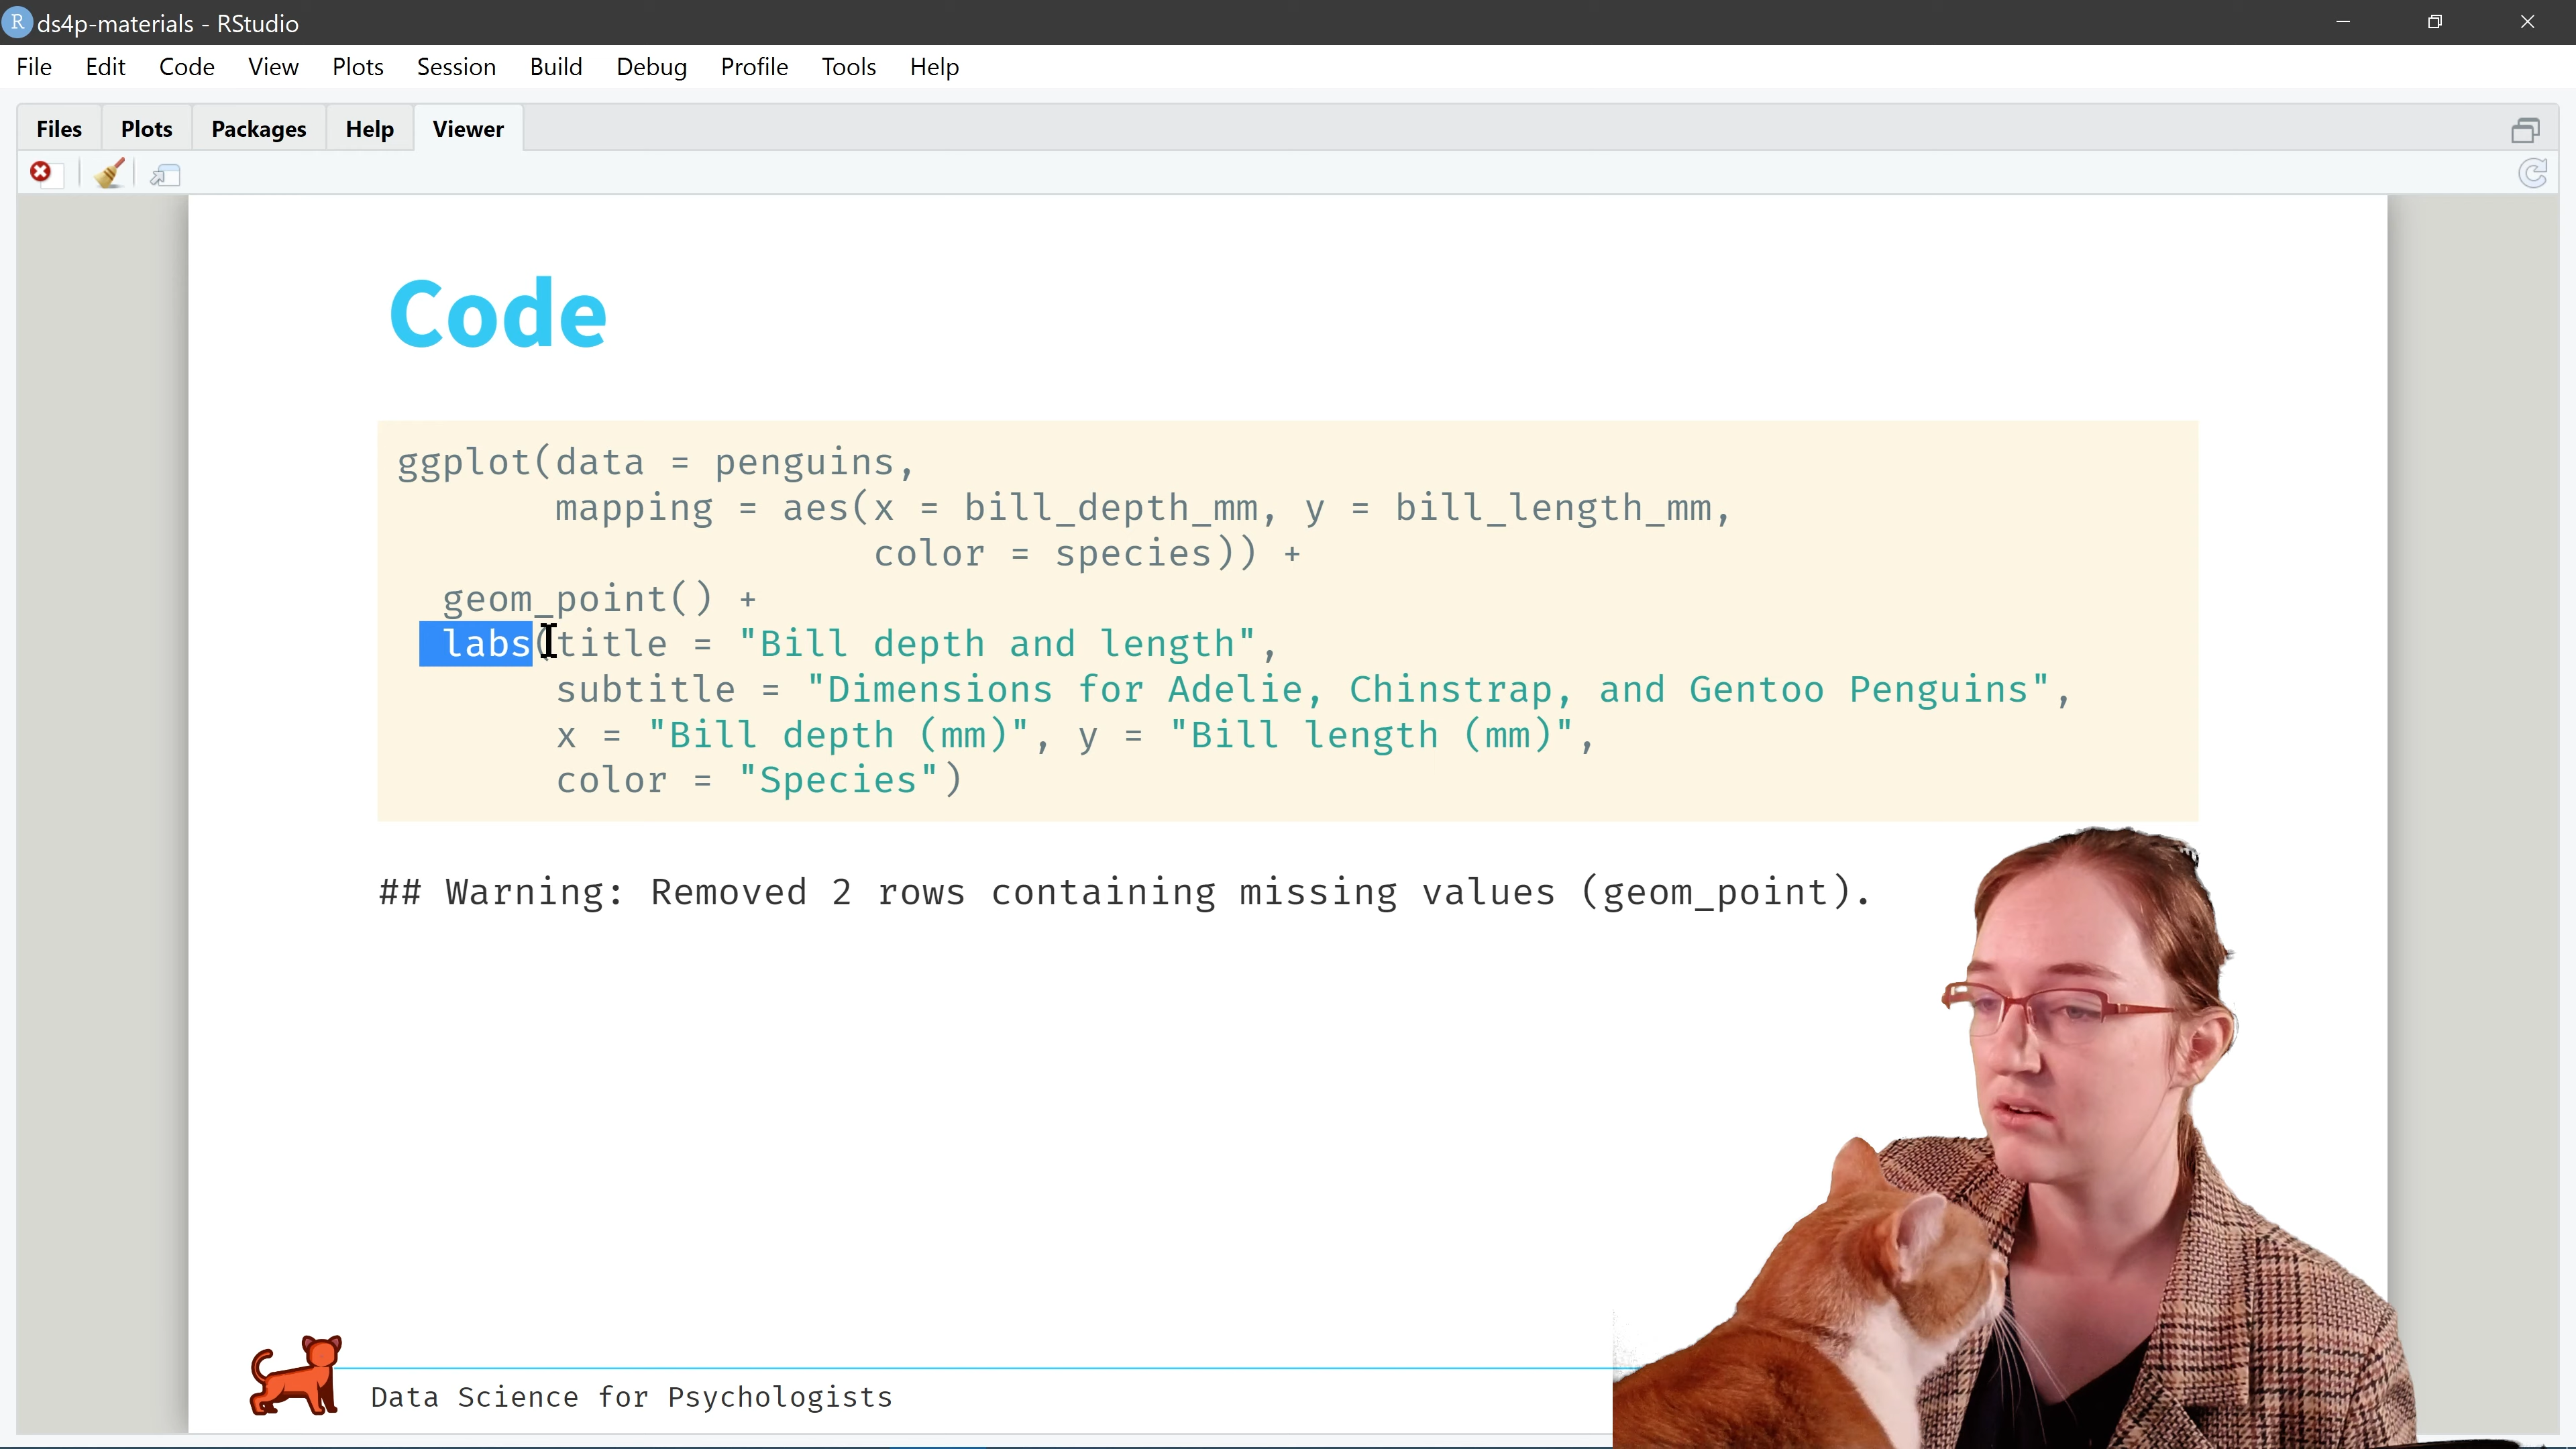 R ds4p-materials - RStudio
File Edit Code View Plots Session Build Debug Profile Tools Help
Files Plots Packages Help Viewer
Code
ggplot(data = penguins,
mapping = aes(x = bill_depth_mm, y = bill_length_mm,
color = species)) +
geom_point() +
labs(title = "Bill depth and length",
subtitle = "Dimensions for Adelie, Chinstrap, and Gentoo Penguins",
x = "Bill depth (mm)", y = "Bill length (mm)",
color = "Species")
## Warning: Removed 2 rows containing missing values (geom_point).
Data Science for Psychologists